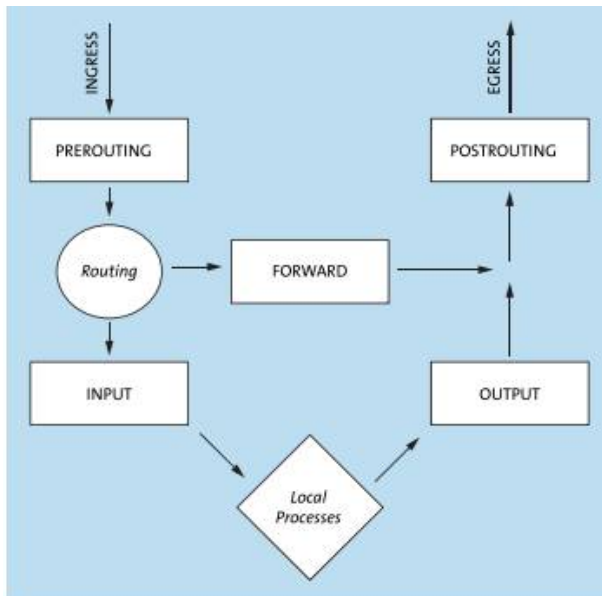 INGRESS
EGRESS
PREROUTING
POSTROUTING
Routing
FORWARD
INPUT
OUTPUT
Local
Processes